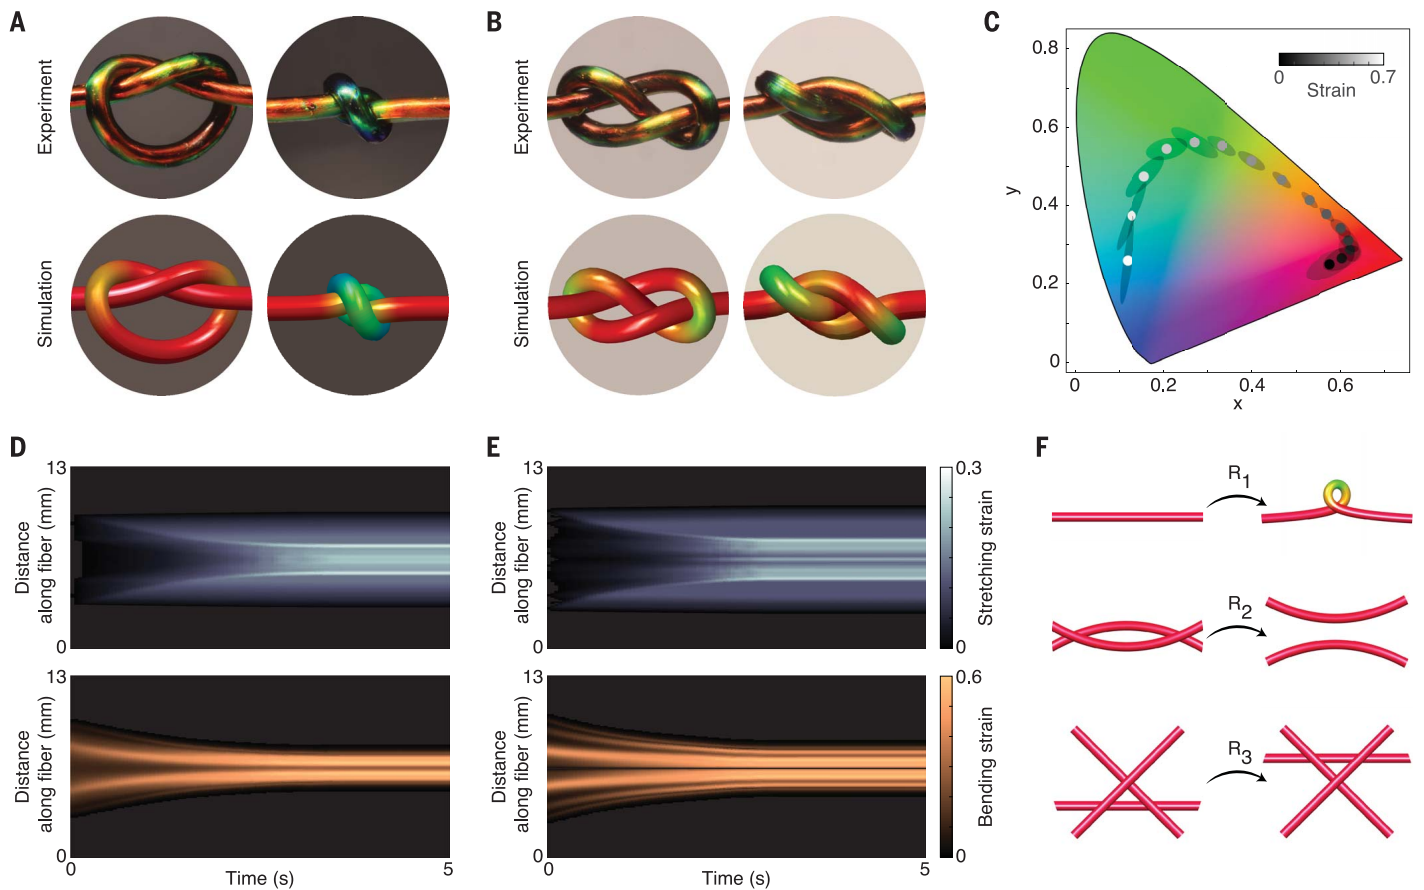 A
Experiment
Simulation
B
Experiment
Simulation
C
0.8
0.6
0.4
0.2
0
y
0
0.2
0.4
0.6
x
0
0.7
Strain
D
13
Distance
along fiber (mm)
0
13
Distance
along fiber (mm)
0
0
Time (s)
5
E
13
Distance
along fiber (mm)
0
0.3
Stretching strain
0
13
Distance
along fiber (mm)
0
0.6
Bending strain
0
0
Time (s)
5
F
R1
R2
R3